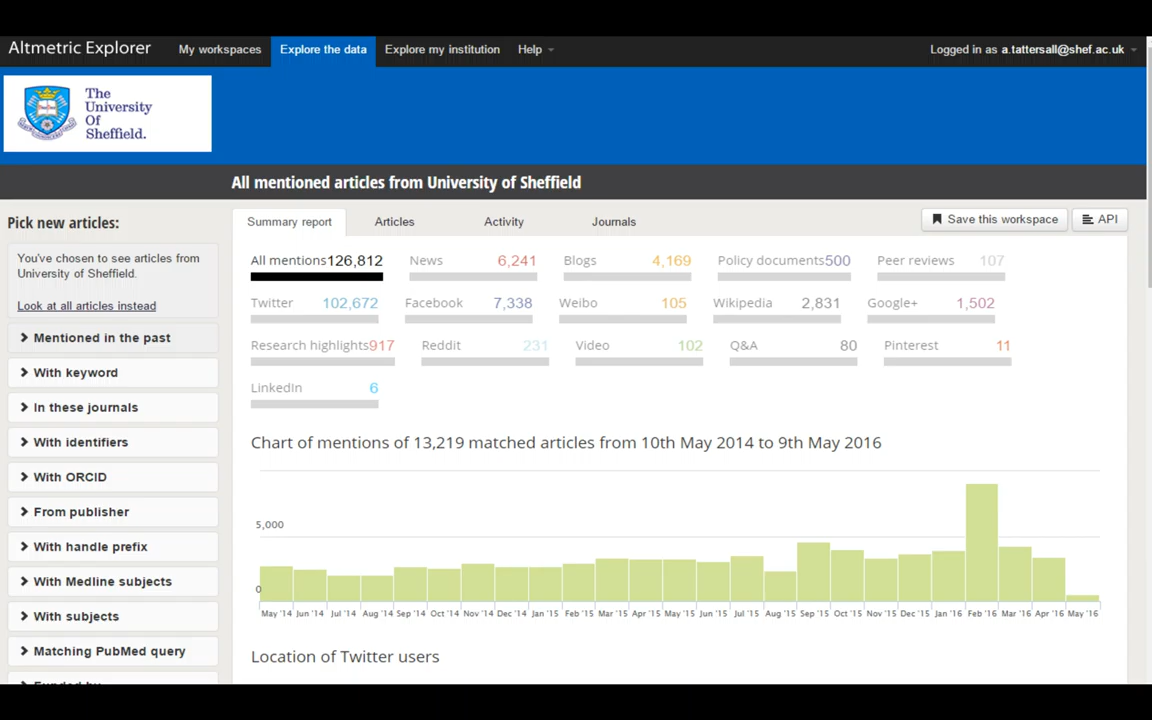 Altmetric Explorer My workspaces Explore the data Explore my institution Help Logged in as a.tattersall@shef.ac.uk
The
University
Of
Sheffield.
All mentioned articles from University of Sheffield
Pick new articles:
Summary report Articles Activity Journals Save this workspace API
You've chosen to see articles from
University of Sheffield.
Look at all articles instead
Mentioned in the past
With keyword
In these journals
With identifiers
With ORCID
From publisher
With handle prefix
With Medline subjects
With subjects
Matching PubMed query
All mentions 126,812 News 6,241 Blogs 4,169 Policy documents 500 Peer reviews 107
Twitter 102,672 Facebook 7,338 Weibo 105 Wikipedia 2,831 Google+ 1,502
Research highlights 917 Reddit 231 Video 102 Q&A 80 Pinterest 11
LinkedIn 6
Chart of mentions of 13,219 matched articles from 10th May 2014 to 9th May 2016
5,000
0
May '14 Jun '14 Jul '14 Aug '14 Sep '14 Oct '14 Nov '14 Dec '14 Jan '15 Feb '15 Mar '15 Apr '15 May '15 Jun '15 Jul '15 Aug '15 Sep '15 Oct '15 Nov '15 Dec '15 Jan '16 Feb '16 Mar '16 Apr '16 May '16
Location of Twitter users